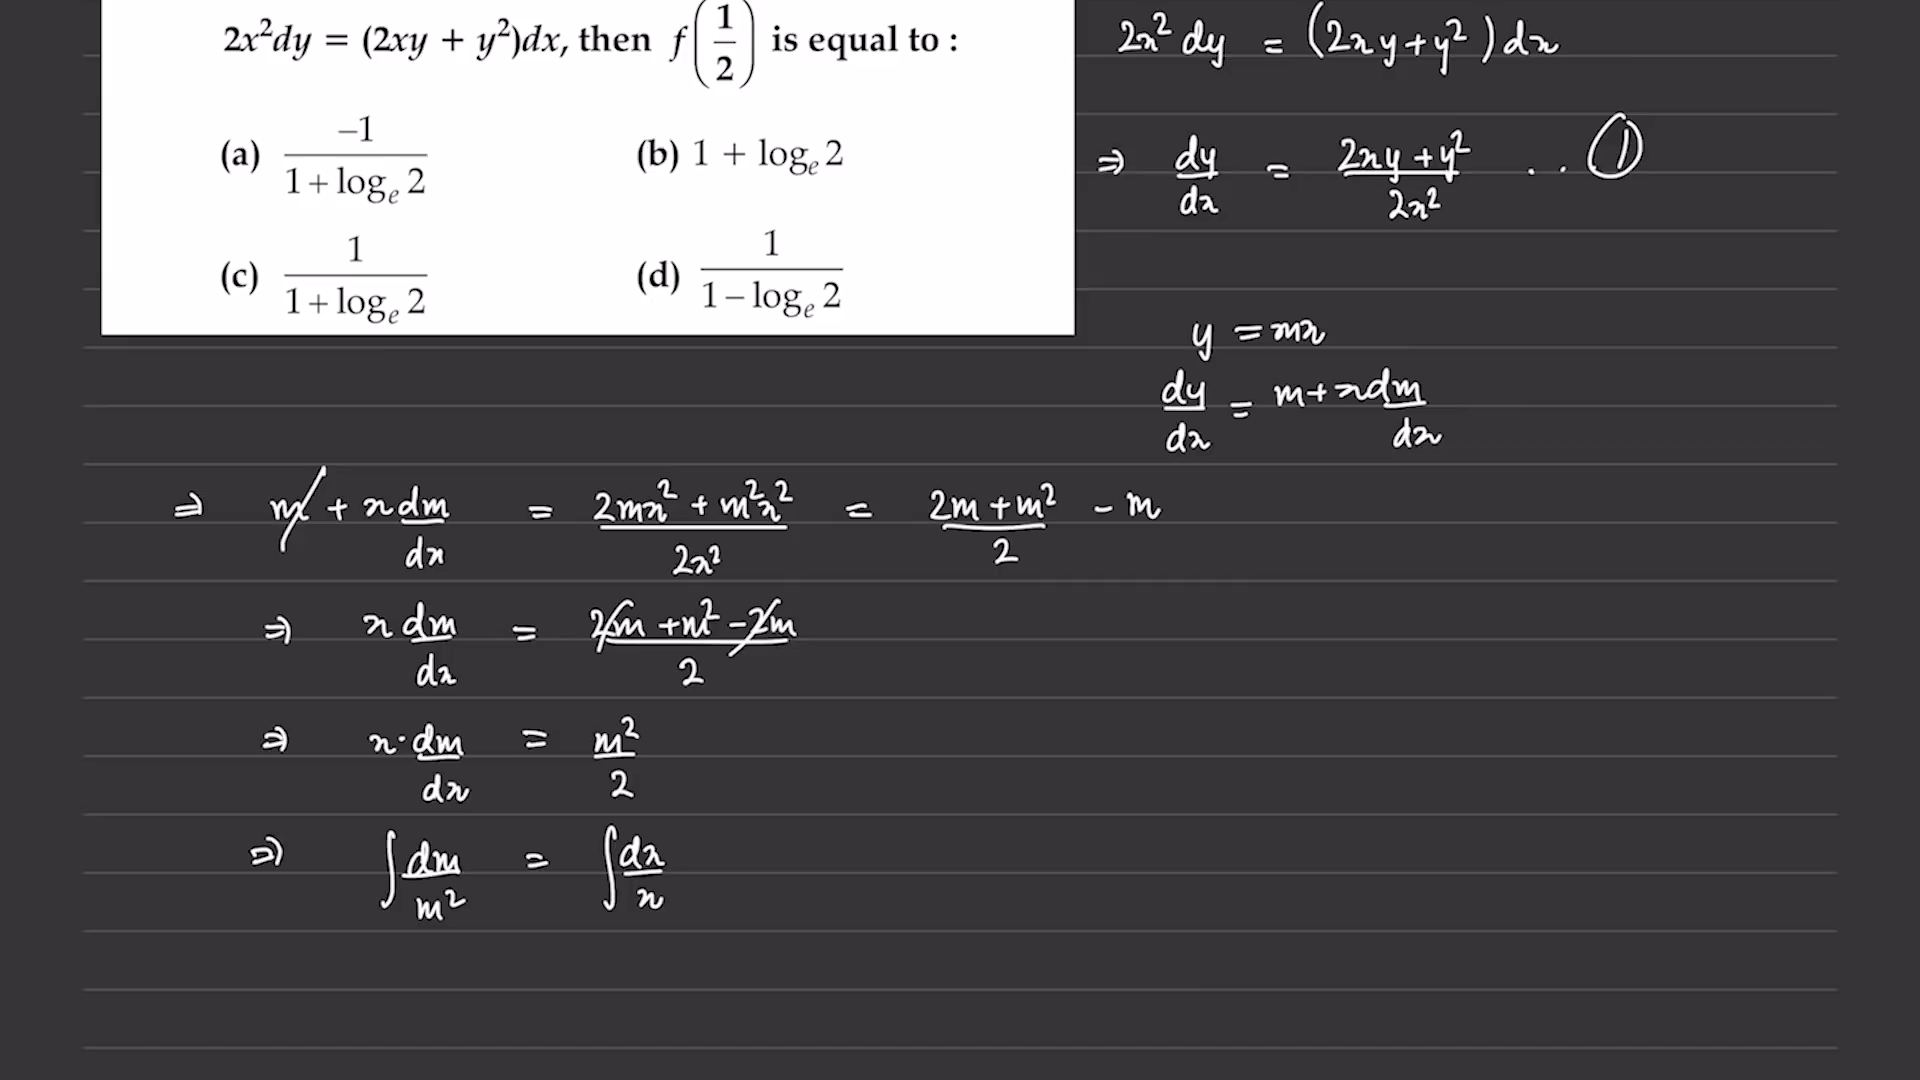 2x²dy = (2xy + y²)dx, then f(1/2) is equal to :
(a) –1/(1+logₑ 2) (b) 1 + logₑ 2
(c) 1/(1+logₑ 2) (d) 1/(1–logₑ 2)
2x² dy = (2xy+y²) dx
⇒ dy/dx = (2xy+y²)/2x² .. ①
y = mx
dy/dx = m + x dm/dx
⇒ m + x dm/dx = (2mx² + m²x²)/2x² = (2m+m²)/2 - m
⇒ x dm/dx = (2m + m² - 2m)/2
⇒ x· dm/dx = m²/2
⇒ ∫ dm/m² = ∫ dx/x